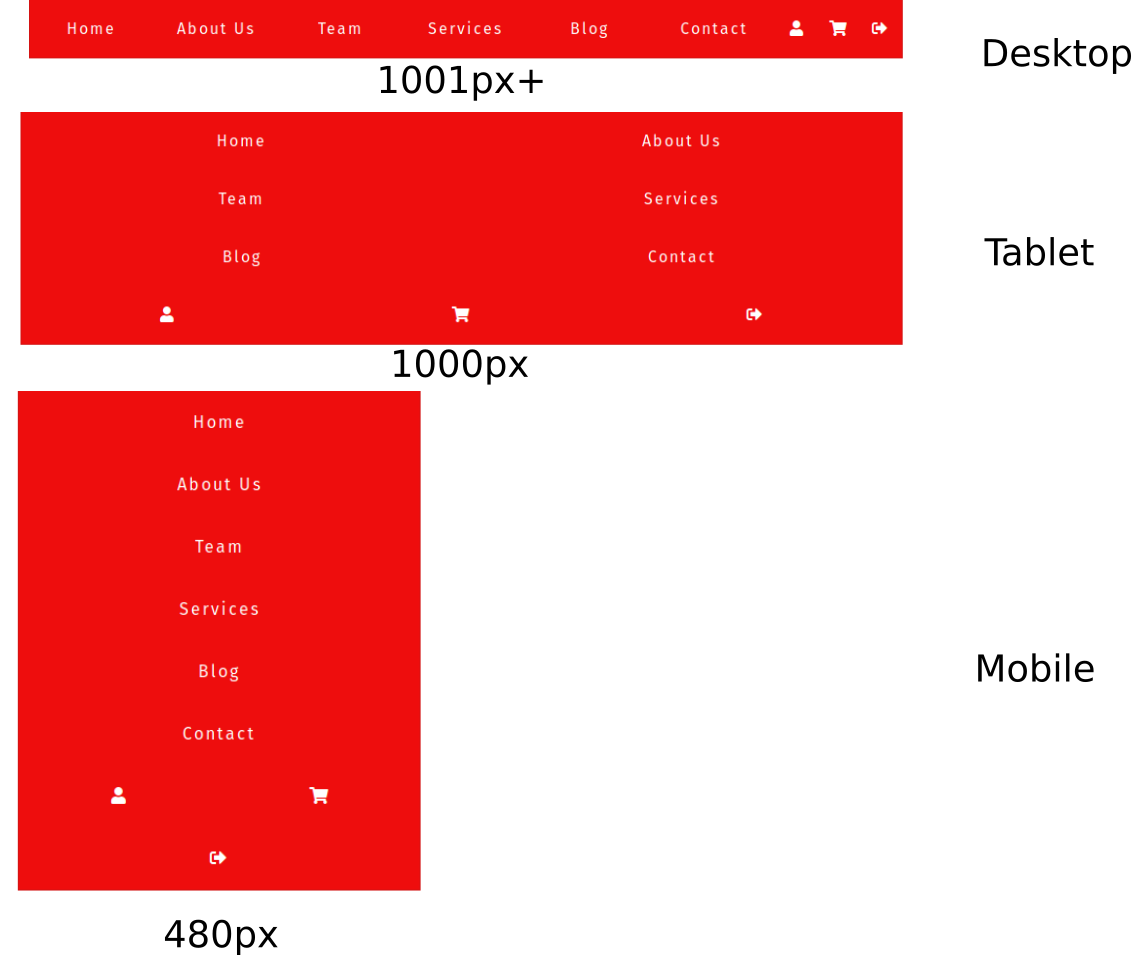 Home About Us Team Services Blog Contact
Desktop
1001px+
Home About Us
Team Services
Blog Contact
Tablet
1000px
Home
About Us
Team
Services
Blog
Mobile
Contact
480px